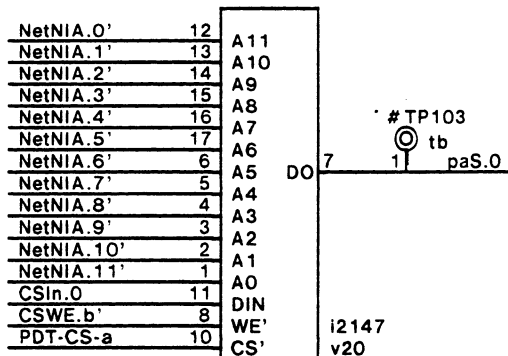 NetNIA.0' 12 A11
NetNIA.1' 13 A10
NetNIA.2' 14 A9
NetNIA.3' 15 A8
NetNIA.4' 16 A7
NetNIA.5' 17 A6
NetNIA.6' 6 A5
NetNIA.7' 5 A4
NetNIA.8' 4 A3
NetNIA.9' 3 A2
NetNIA.10' 2 A1
NetNIA.11' 1 A0
CSIn.0 11 DIN
CSWE.b' 8 WE'
PDT-CS-a 10 CS'
# TP103
tb
DO 7 1 paS.0
i2147
v20